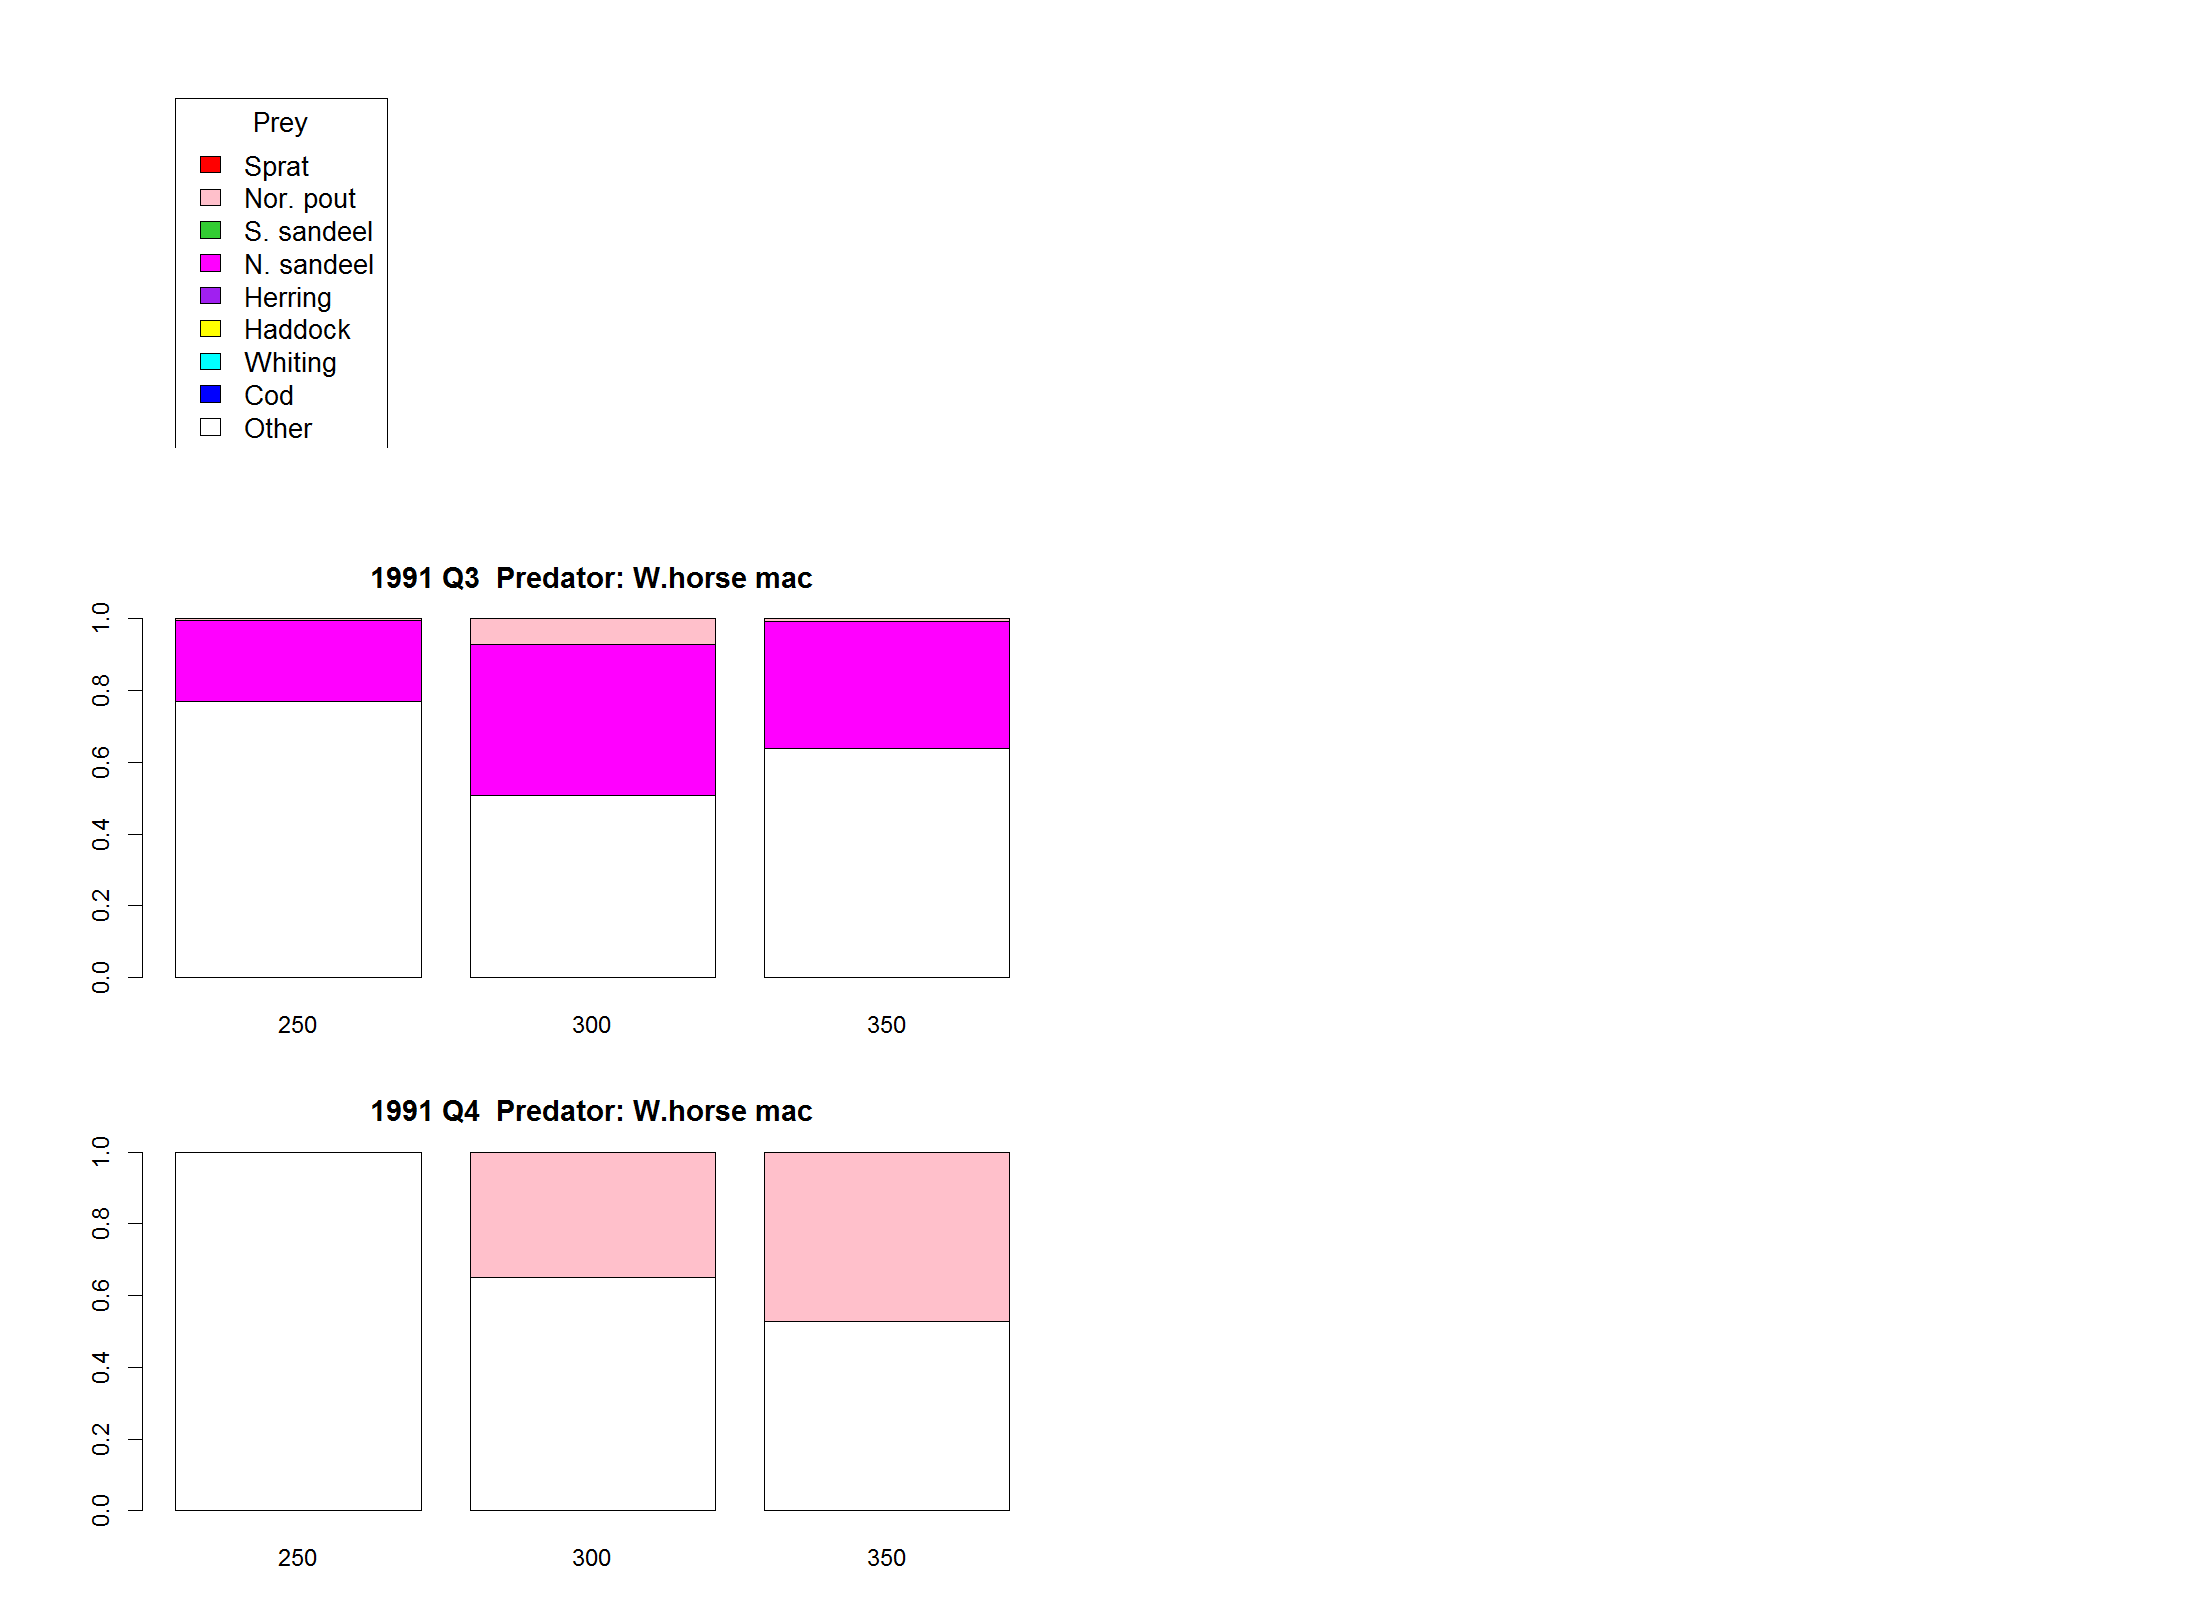 Prey
Sprat
Nor. pout
S. sandeel
N. sandeel
Herring
Haddock
Whiting
Cod
Other
1991 Q3  Predator: W.horse mac
1.0
0.8
0.6
0.4
0.2
0.0
250 300 350
1991 Q4  Predator: W.horse mac
1.0
0.8
0.6
0.4
0.2
0.0
250 300 350